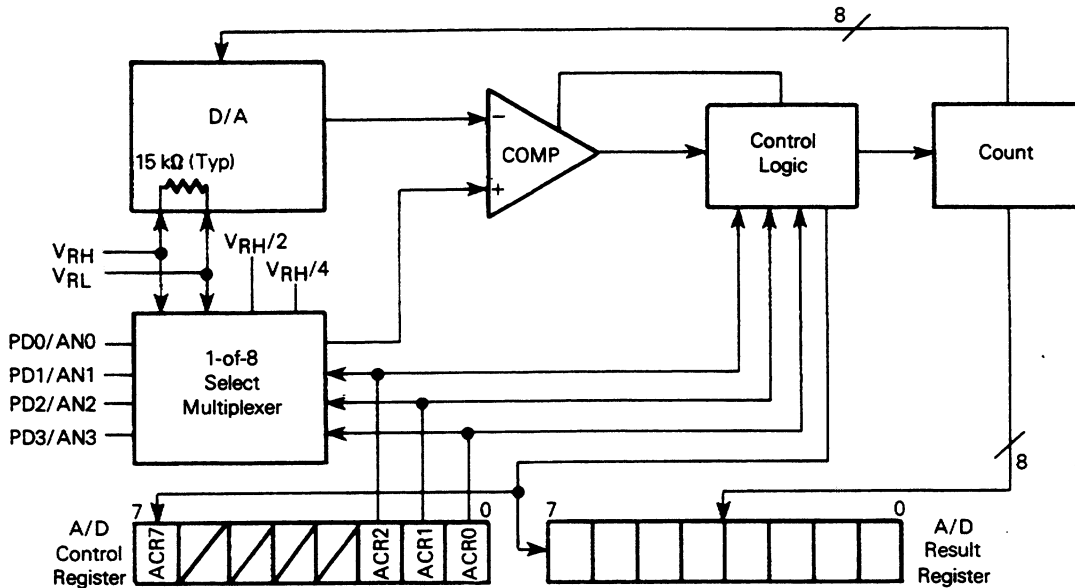 8
D/A
15 kΩ (Typ)
−
COMP
+
Control
Logic
Count
VRH
VRL
VRH/2
VRH/4
PD0/AN0
PD1/AN1
PD2/AN2
PD3/AN3
1-of-8
Select
Multiplexer
8
7
0
A/D
Control
Register
ACR7
ACR2
ACR1
ACR0
7
0
A/D
Result
Register